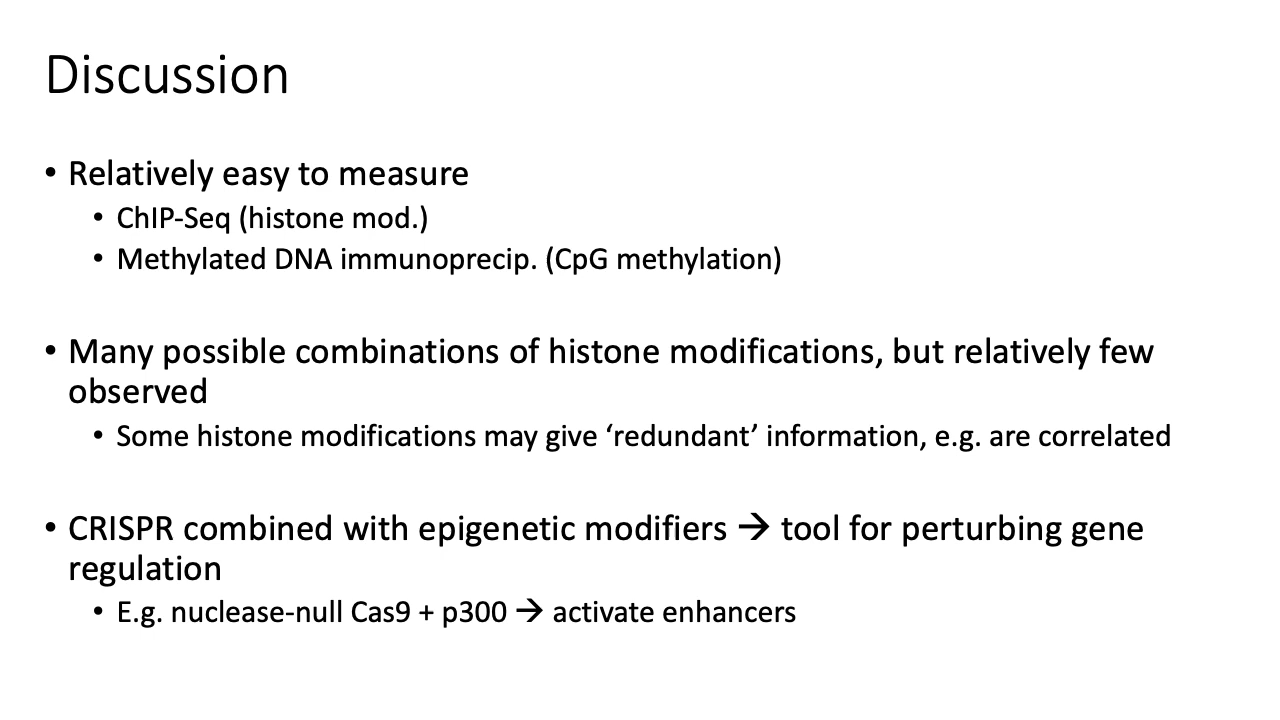 Discussion
• Relatively easy to measure
• ChIP-Seq (histone mod.)
• Methylated DNA immunoprecip. (CpG methylation)
• Many possible combinations of histone modifications, but relatively few
observed
• Some histone modifications may give ‘redundant’ information, e.g. are correlated
• CRISPR combined with epigenetic modifiers → tool for perturbing gene
regulation
• E.g. nuclease-null Cas9 + p300 → activate enhancers